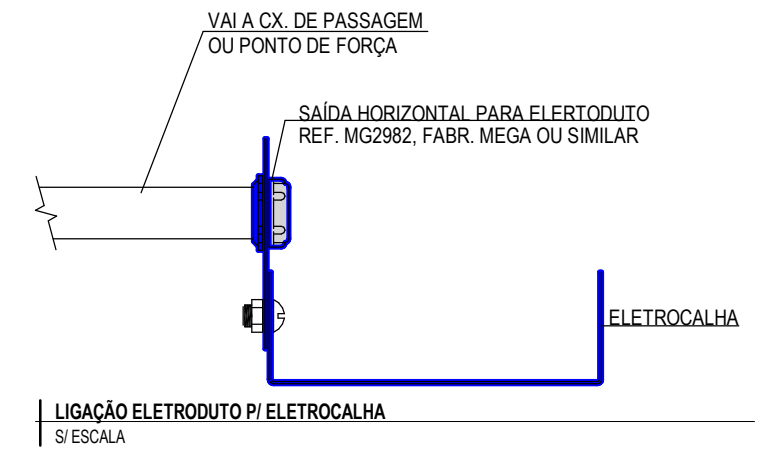 VAI A CX. DE PASSAGEM
OU PONTO DE FORÇA
SAÍDA HORIZONTAL PARA ELERTODUTO
REF. MG2982, FABR. MEGA OU SIMILAR
ELETROCALHA
LIGAÇÃO ELETRODUTO P/ ELETROCALHA
S/ ESCALA